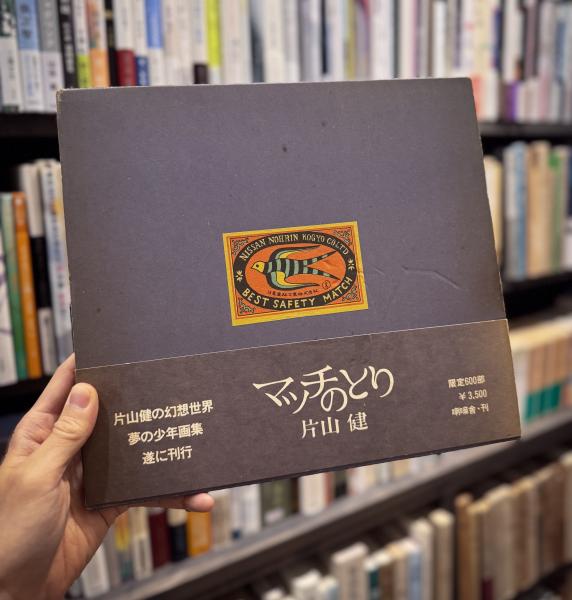 NISSAN NOHRIN KOGYO CO LTD
BEST SAFETY MATCH
片山健の幻想世界
夢の少年画集
遂に刊行
マッチのとり
片山 健
限定600部
¥3,500